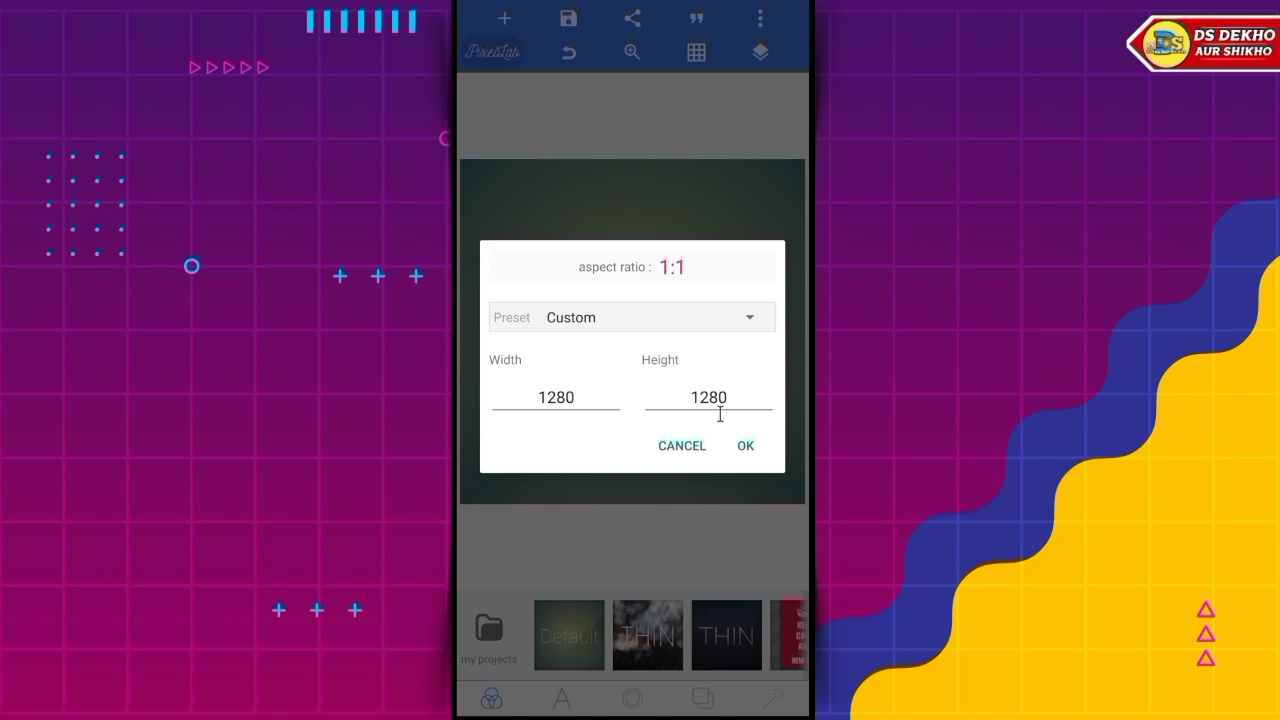 DS DEKHO
AUR SHIKHO
PixelLab
aspect ratio : 1:1
Preset Custom
Width Height
1280 1280
CANCEL OK
my projects
Default
THIN
THIN